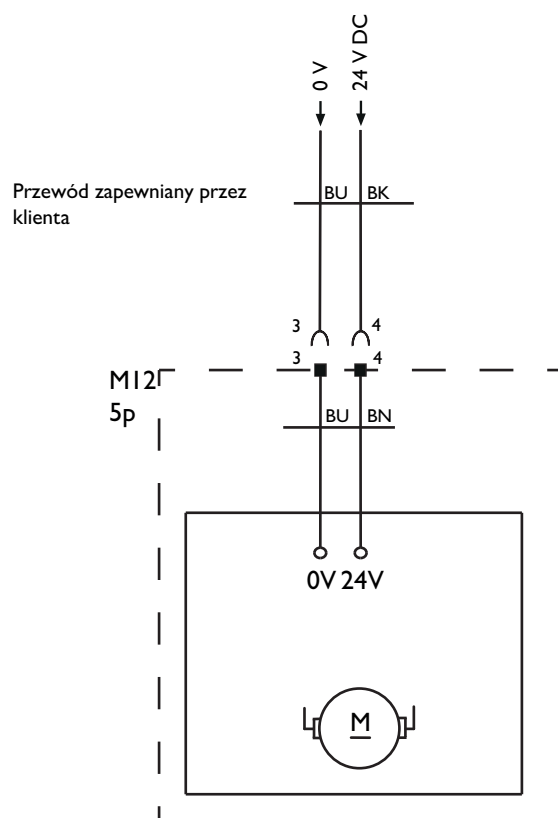 0 V
24 V DC
Przewód zapewniany przez
klienta
BU
BK
3
4
3
4
M12
5p
BU
BN
0V 24V
M